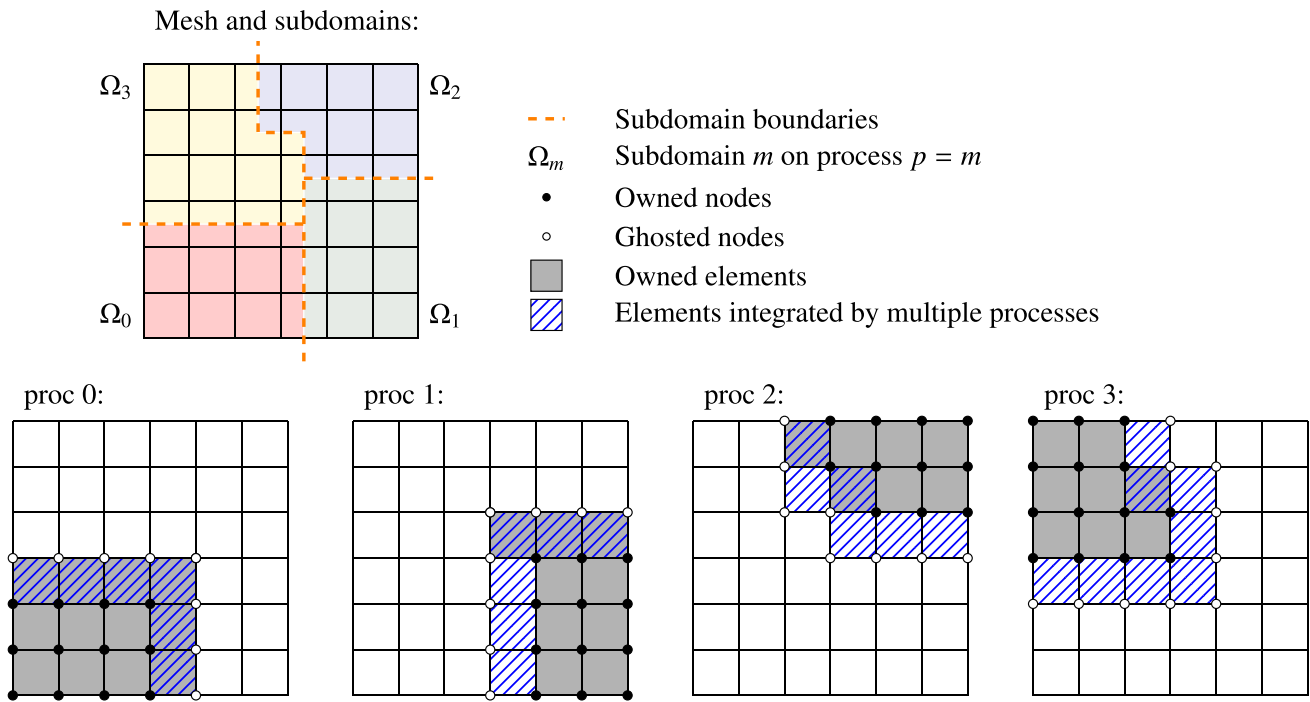 Mesh and subdomains:
Ω₃
Ω₂
Ω₀
Ω₁
Subdomain boundaries
Ωₘ Subdomain m on process p = m
Owned nodes
Ghosted nodes
Owned elements
Elements integrated by multiple processes
proc 0: proc 1: proc 2: proc 3: